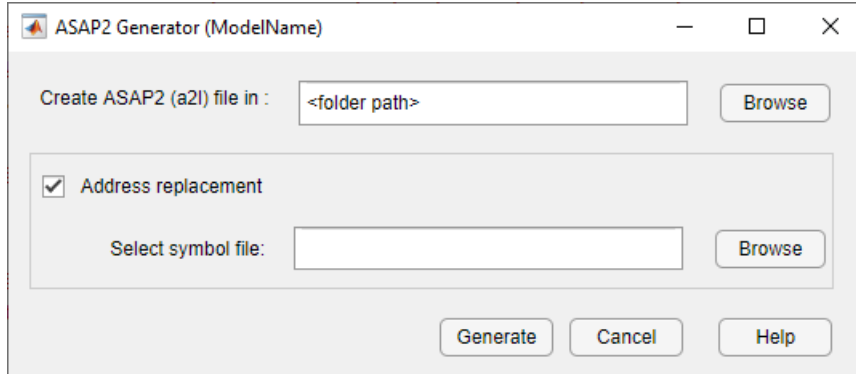 ASAP2 Generator (ModelName)
Create ASAP2 (a2l) file in :
<folder path>
Browse
Address replacement
Select symbol file:
Browse
Generate
Cancel
Help